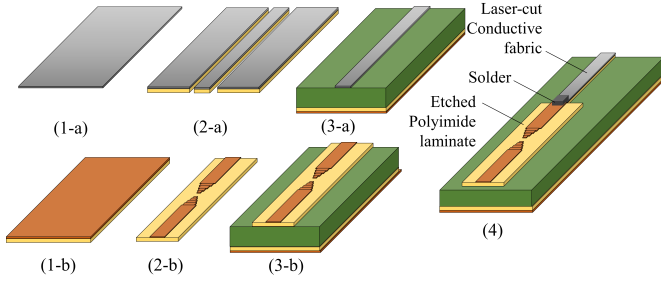 Laser-cut
Conductive
fabric
Solder
Etched
Polyimide
laminate
(1-a)
(2-a)
(3-a)
(1-b)
(2-b)
(3-b)
(4)